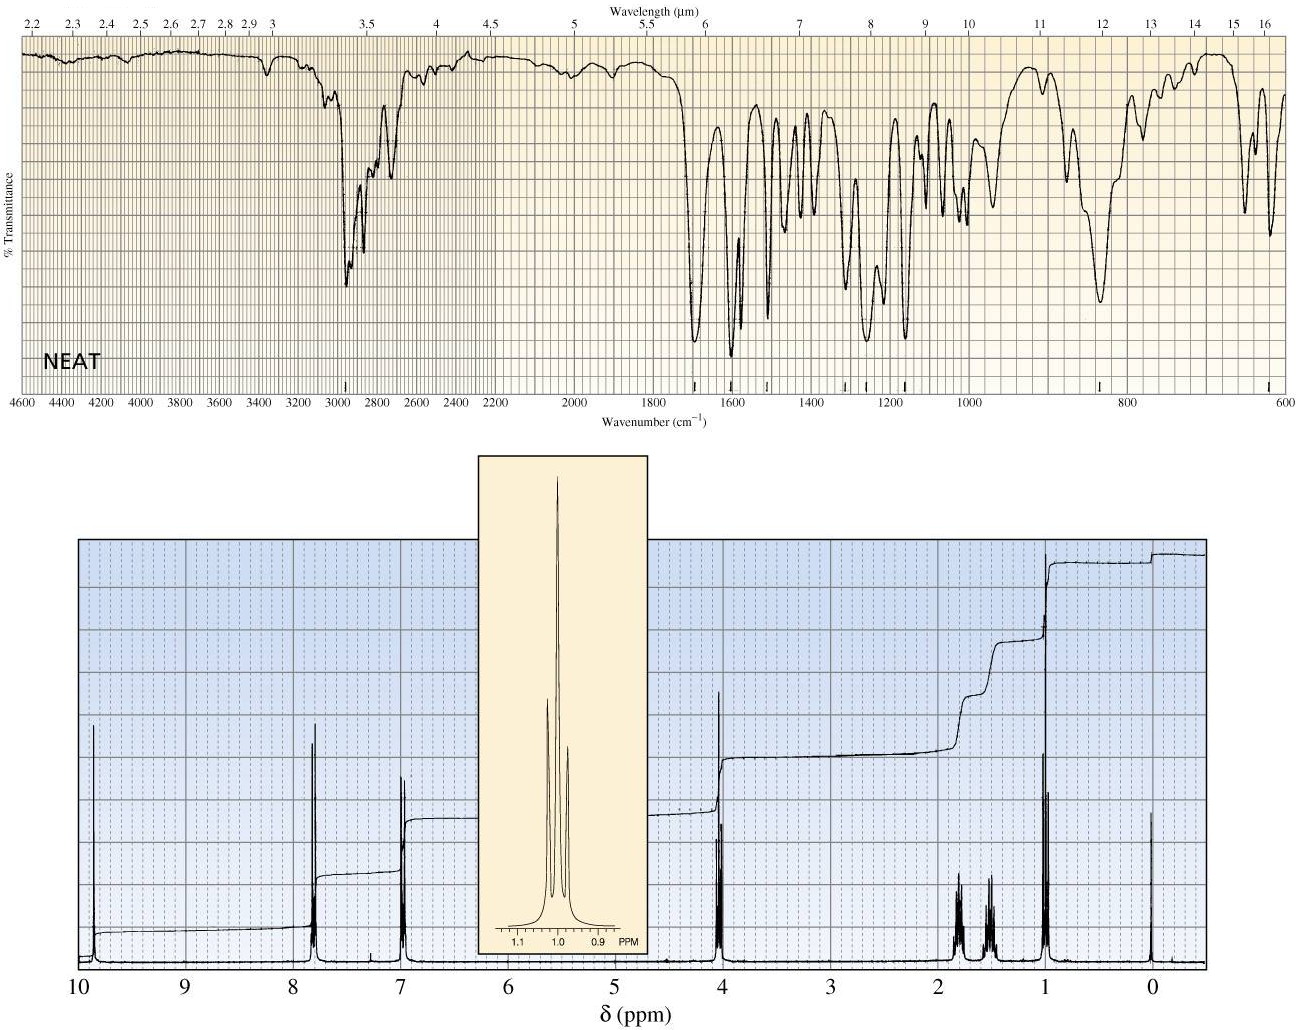 Wavelength (μm)
2.2 2.3 2.4 2.5 2.6 2.7 2.8 2.9 3 3.5 4 4.5 5 5.5 6 7 8 9 10 11 12 13 14 15 16
% Transmittance
NEAT
4600 4400 4200 4000 3800 3600 3400 3200 3000 2800 2600 2400 2200 2000 1800 1600 1400 1200 1000 800 600
Wavenumber (cm⁻¹)
1.1 1.0 0.9 PPM
10 9 8 7 6 5 4 3 2 1 0
δ (ppm)